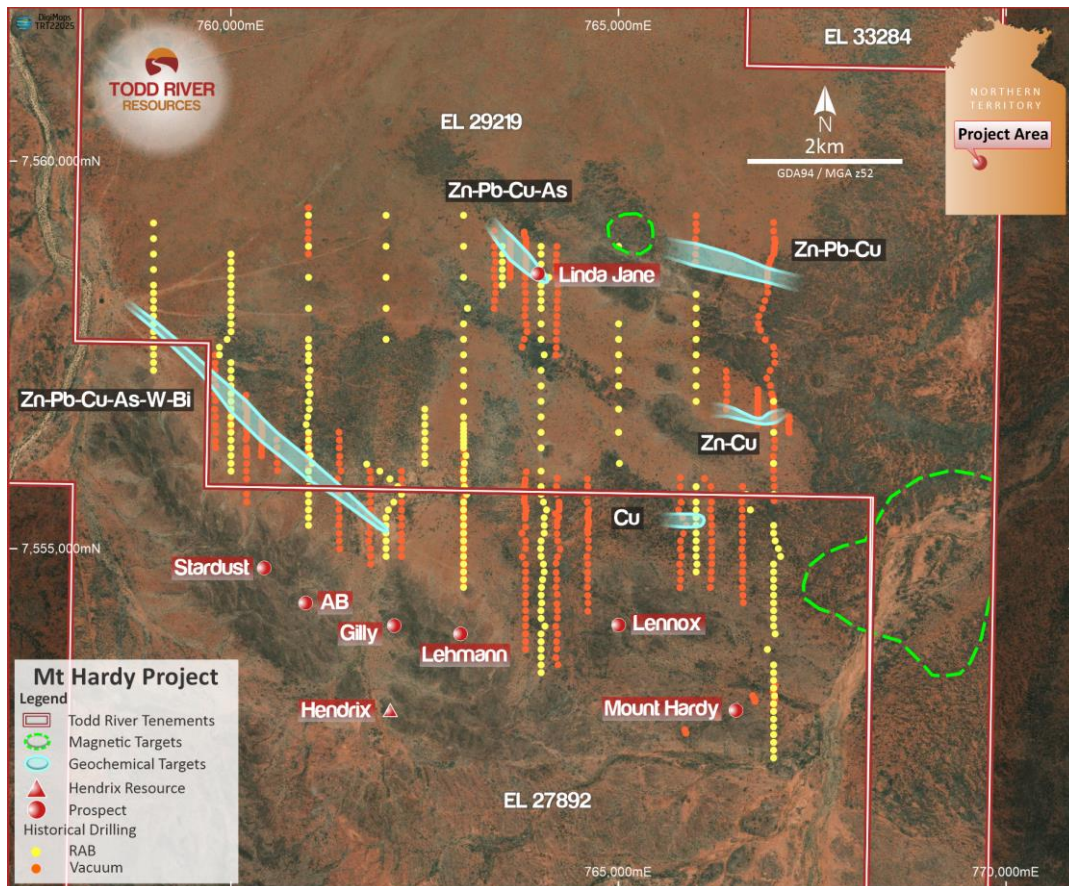 DigiMaps
TRT22025
760,000mE
765,000mE
EL 33284
TODD RIVER
RESOURCES
NORTHERN
TERRITORY
Project Area
EL 29219
N
2km
GDA94 / MGA z52
7,560,000mN
Zn-Pb-Cu-As
Zn-Pb-Cu
Linda Jane
Zn-Pb-Cu-As-W-Bi
Zn-Cu
Cu
7,555,000mN
Stardust
AB
Gilly
Lennox
Lehmann
Hendrix
Mount Hardy
Mt Hardy Project
Legend
Todd River Tenements
Magnetic Targets
Geochemical Targets
Hendrix Resource
Prospect
Historical Drilling
RAB
Vacuum
EL 27892
765,000mE
770,000mE